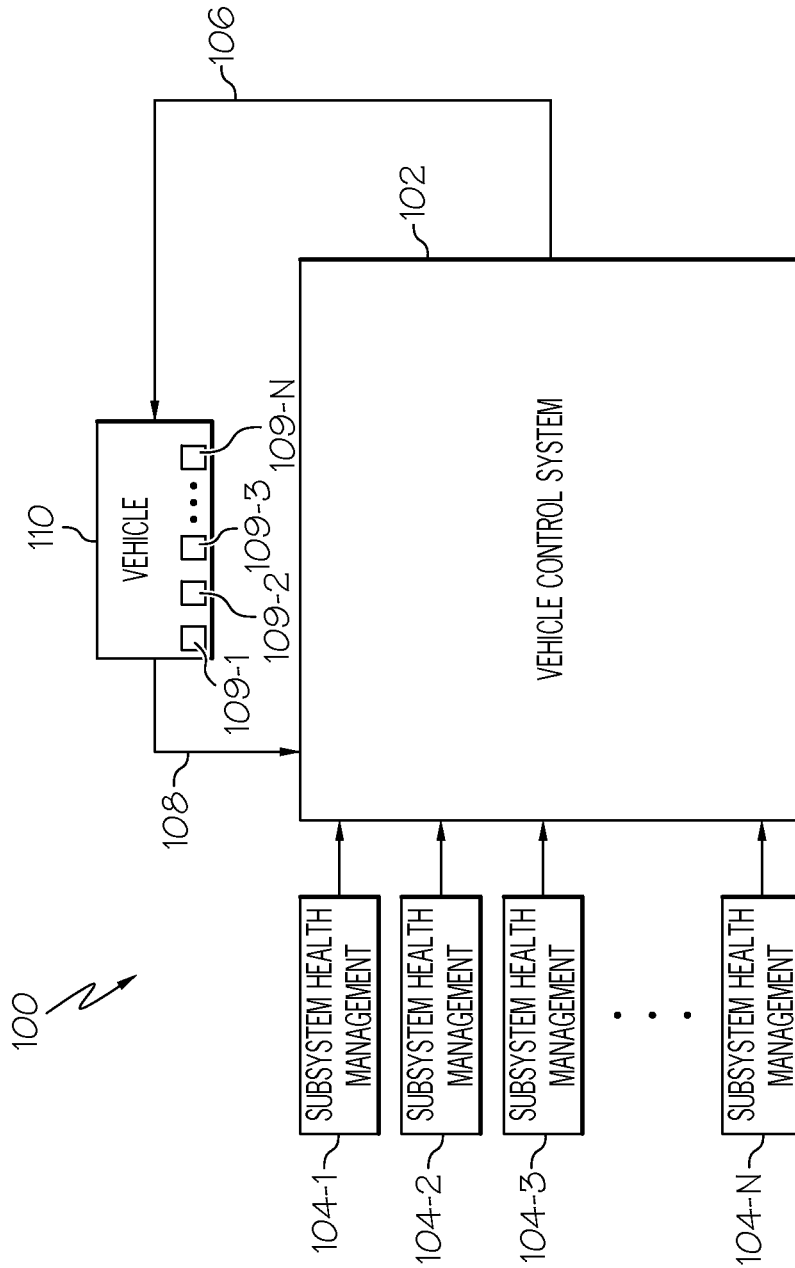 100
110
VEHICLE
106
108
109-1
109-2
109-3
109-N
102
VEHICLE CONTROL SYSTEM
SUBSYSTEM HEALTH
MANAGEMENT
104-1
SUBSYSTEM HEALTH
MANAGEMENT
104-2
SUBSYSTEM HEALTH
MANAGEMENT
104-3
SUBSYSTEM HEALTH
MANAGEMENT
104-N